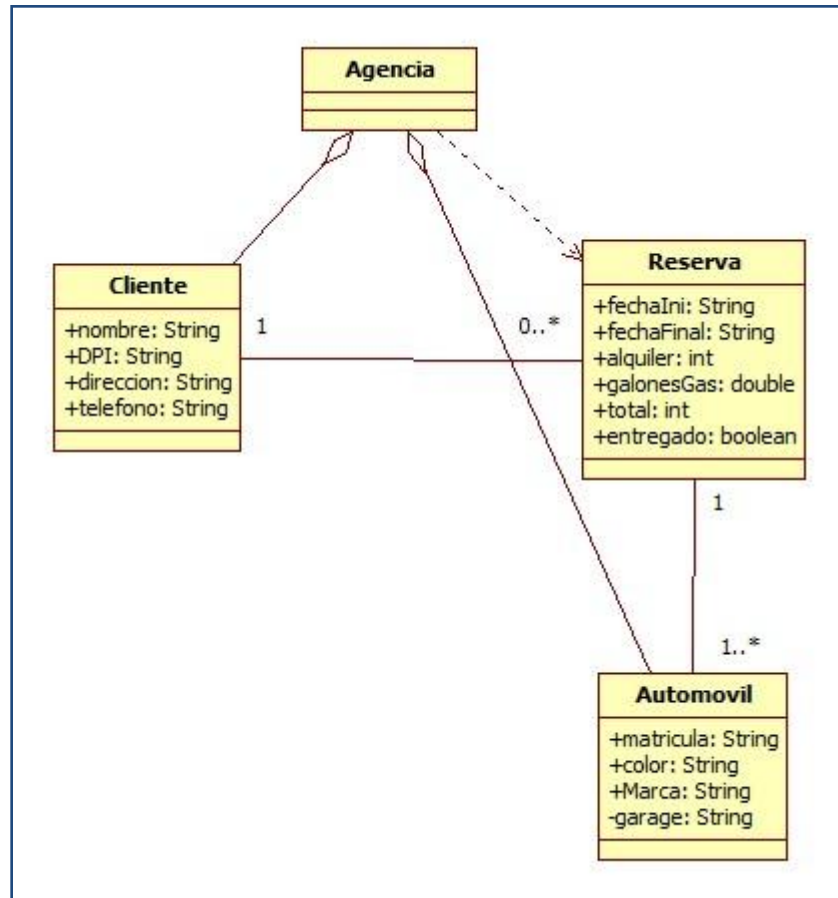 Agencia
Cliente
+nombre: String
+DPI: String
+direccion: String
+telefono: String
1
0..*
Reserva
+fechaIni: String
+fechaFinal: String
+alquiler: int
+galonesGas: double
+total: int
+entregado: boolean
1
1..*
Automovil
+matricula: String
+color: String
+Marca: String
-garage: String